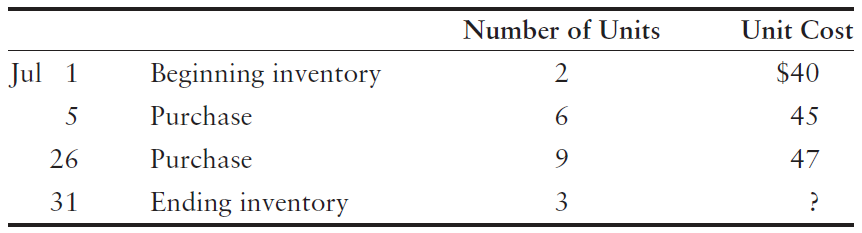 Number of Units Unit Cost
Jul 1 Beginning inventory 2 $40
5 Purchase 6 45
26 Purchase 9 47
31 Ending inventory 3 ?